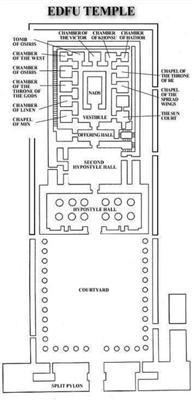 EDFU TEMPLE
CHAMBER OF
THE VICTOR
CHAMBER
OF KHONSU
CHAMBER
OF HATHOR
TOMB
OF OSIRIS
CHAMBER
OF THE WEST
CHAMBER
OF OSIRIS
CHAMBER
OF THE
THRONE OF
THE GODS
CHAMBER
OF LINEN
CHAPEL
OF MIN
CHAPEL OF
THE THRONE
OF RE
CHAPEL
OF THE
SPREAD
WINGS
THE SUN
COURT
NAOS
VESTIBULE
OFFERING HALL
SECOND
HYPOSTYLE HALL
HYPOSTYLE HALL
COURTYARD
SPLIT PYLON